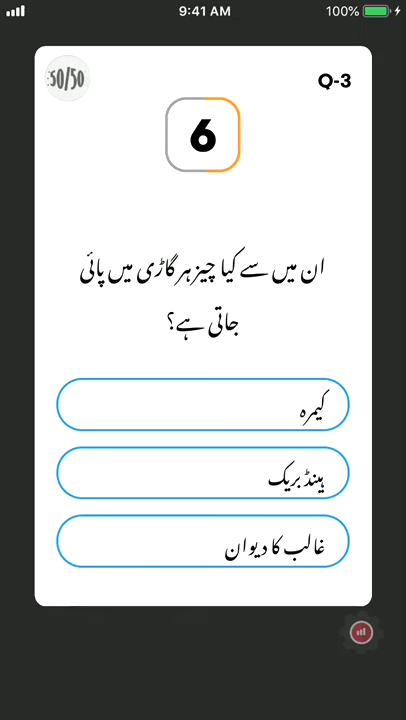 9:41 AM
100%
50/50
Q-3
6
ان میں سے کیا چیز ہر گاڑی میں پائی
جاتی ہے؟
کیمرہ
ہینڈ بریک
غالب کا دیوان